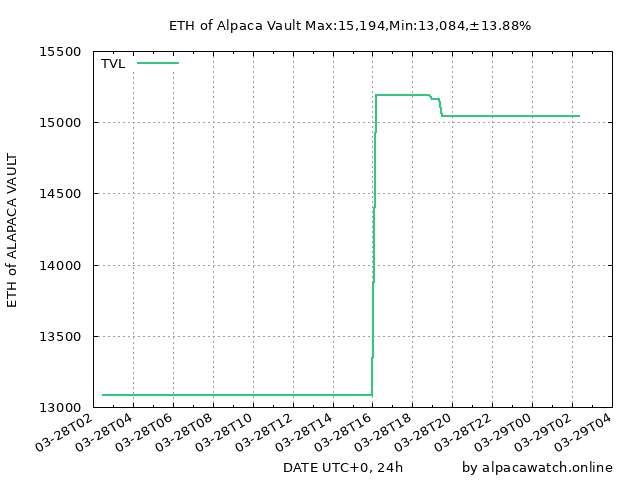 ETH of Alpaca Vault Max:15,194,Min:13,084,±13.88%
TVL
15500
15000
14500
14000
13500
13000
ETH of ALAPACA VAULT
03-28T02
03-28T04
03-28T06
03-28T08
03-28T10
03-28T12
03-28T14
03-28T16
03-28T18
03-28T20
03-28T22
03-29T00
03-29T02
03-29T04
DATE UTC+0, 24h
by alpacawatch.online